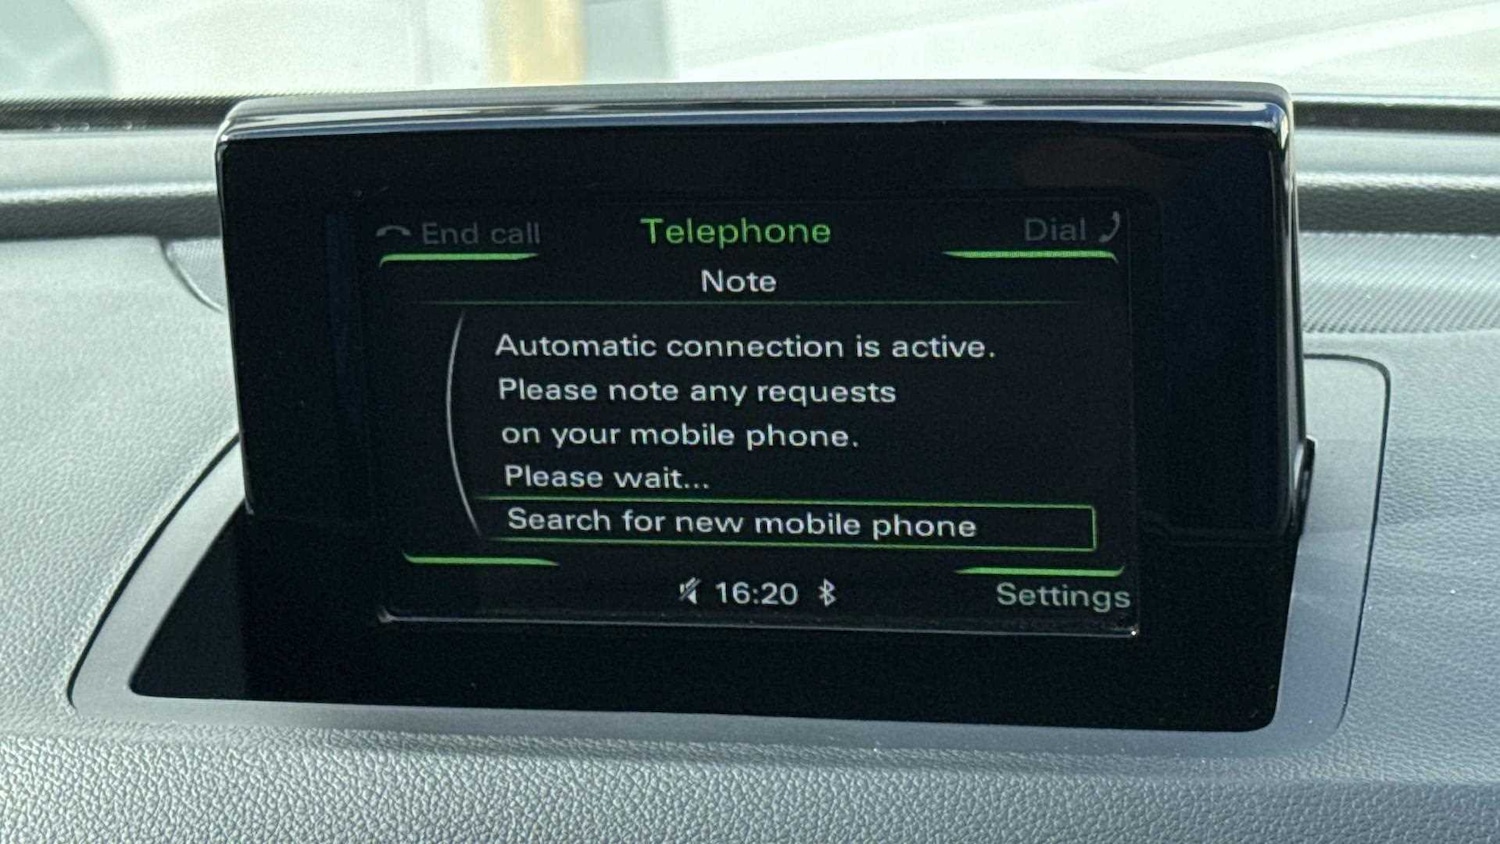 End call Telephone Dial
Note
Automatic connection is active.
Please note any requests
on your mobile phone.
Please wait...
Search for new mobile phone
16:20 Settings